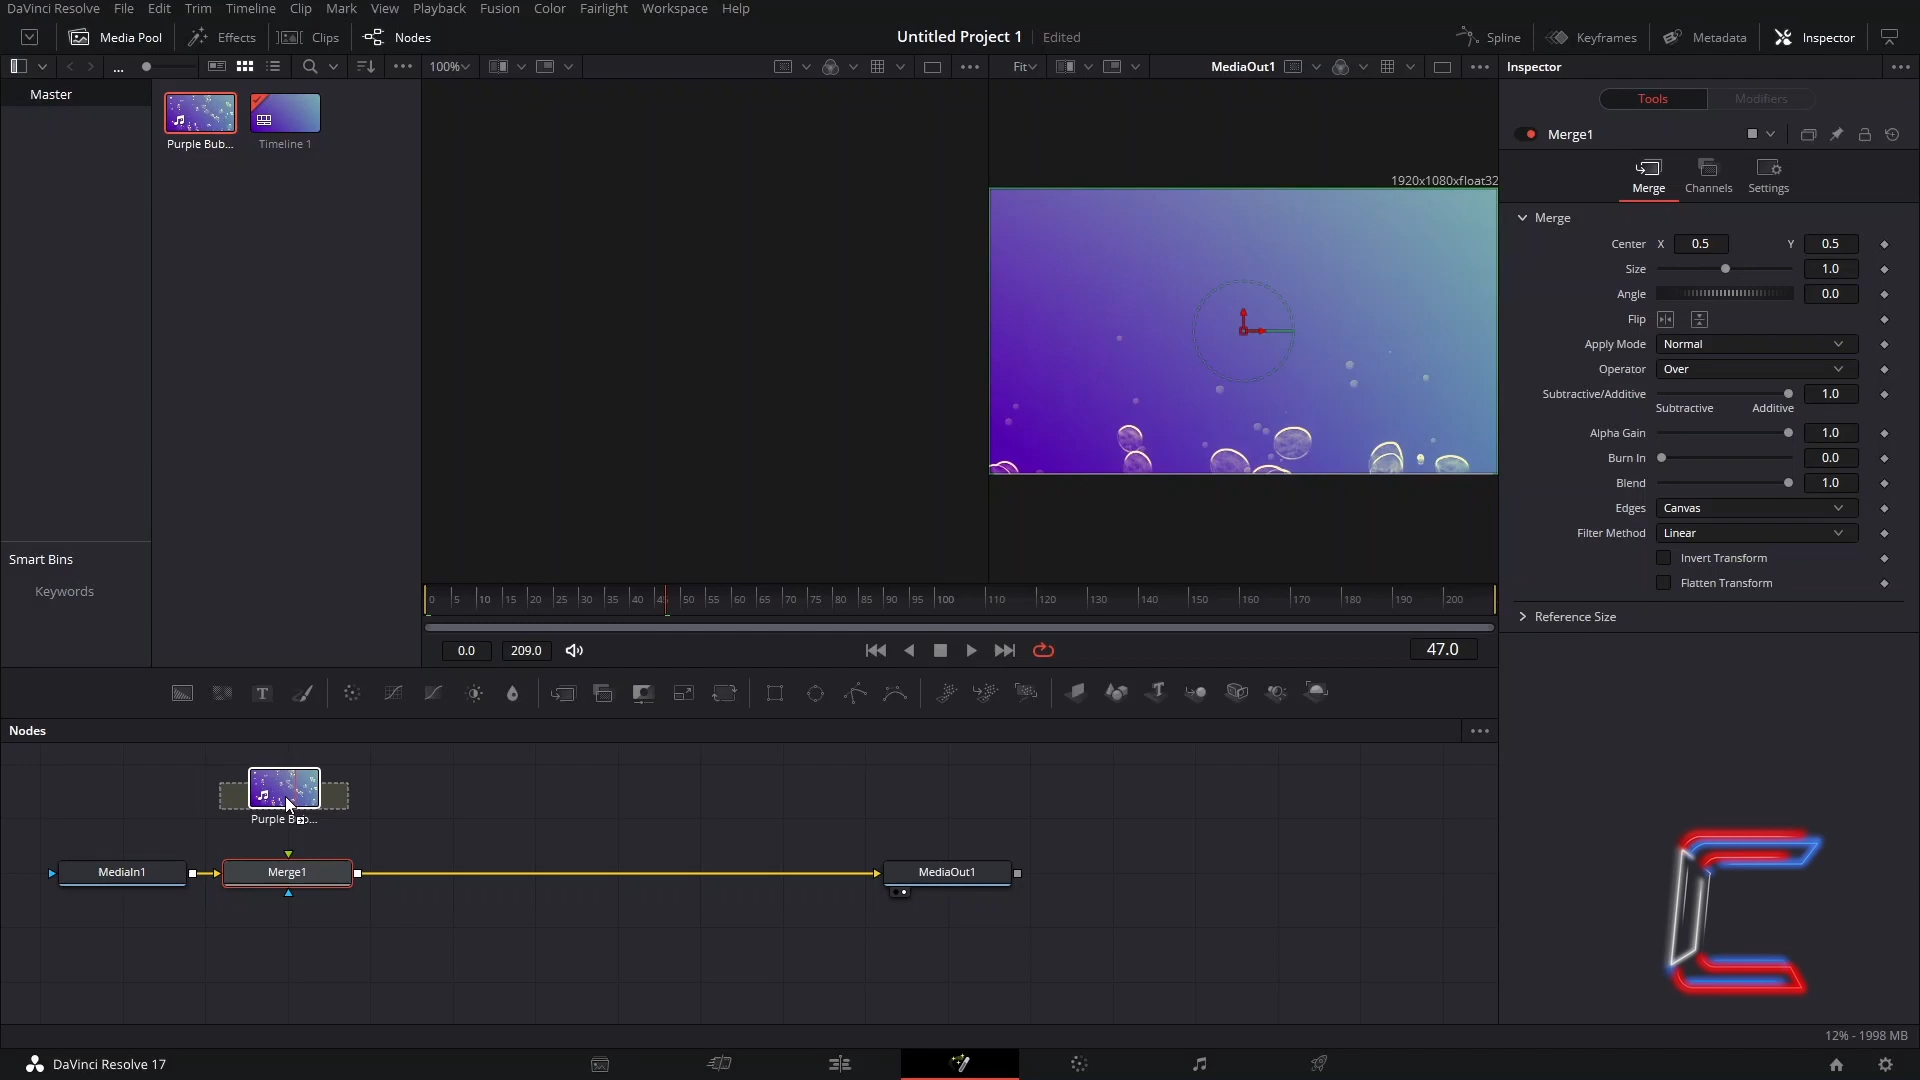 DaVinci Resolve File Edit Trim Timeline Clip Mark View Playback Fusion Color Fairlight Workspace Help
Media Pool Effects Clips Nodes Untitled Project 1 Edited Spline Keyframes Metadata Inspector
... 100% Fit MediaOut1 Inspector
Master
Purple Bub...
Timeline 1
Smart Bins
Keywords
1920x1080xfloat32
Tools Modifiers
Merge1
Merge Channels Settings
Merge
Center X 0.5 Y 0.5
Size 1.0
Angle 0.0
Flip
Apply Mode Normal
Operator Over
Subtractive/Additive 1.0
Subtractive Additive
Alpha Gain 1.0
Burn In 0.0
Blend 1.0
Edges Canvas
Filter Method Linear
Invert Transform
Flatten Transform
Reference Size
0 5 10 15 20 25 30 35 40 45 50 55 60 65 70 75 80 85 90 95 100 110 120 130 140 150 160 170 180 190 200
0.0 209.0 47.0
Nodes
MediaIn1 Merge1 MediaOut1
12% - 1998 MB
DaVinci Resolve 17